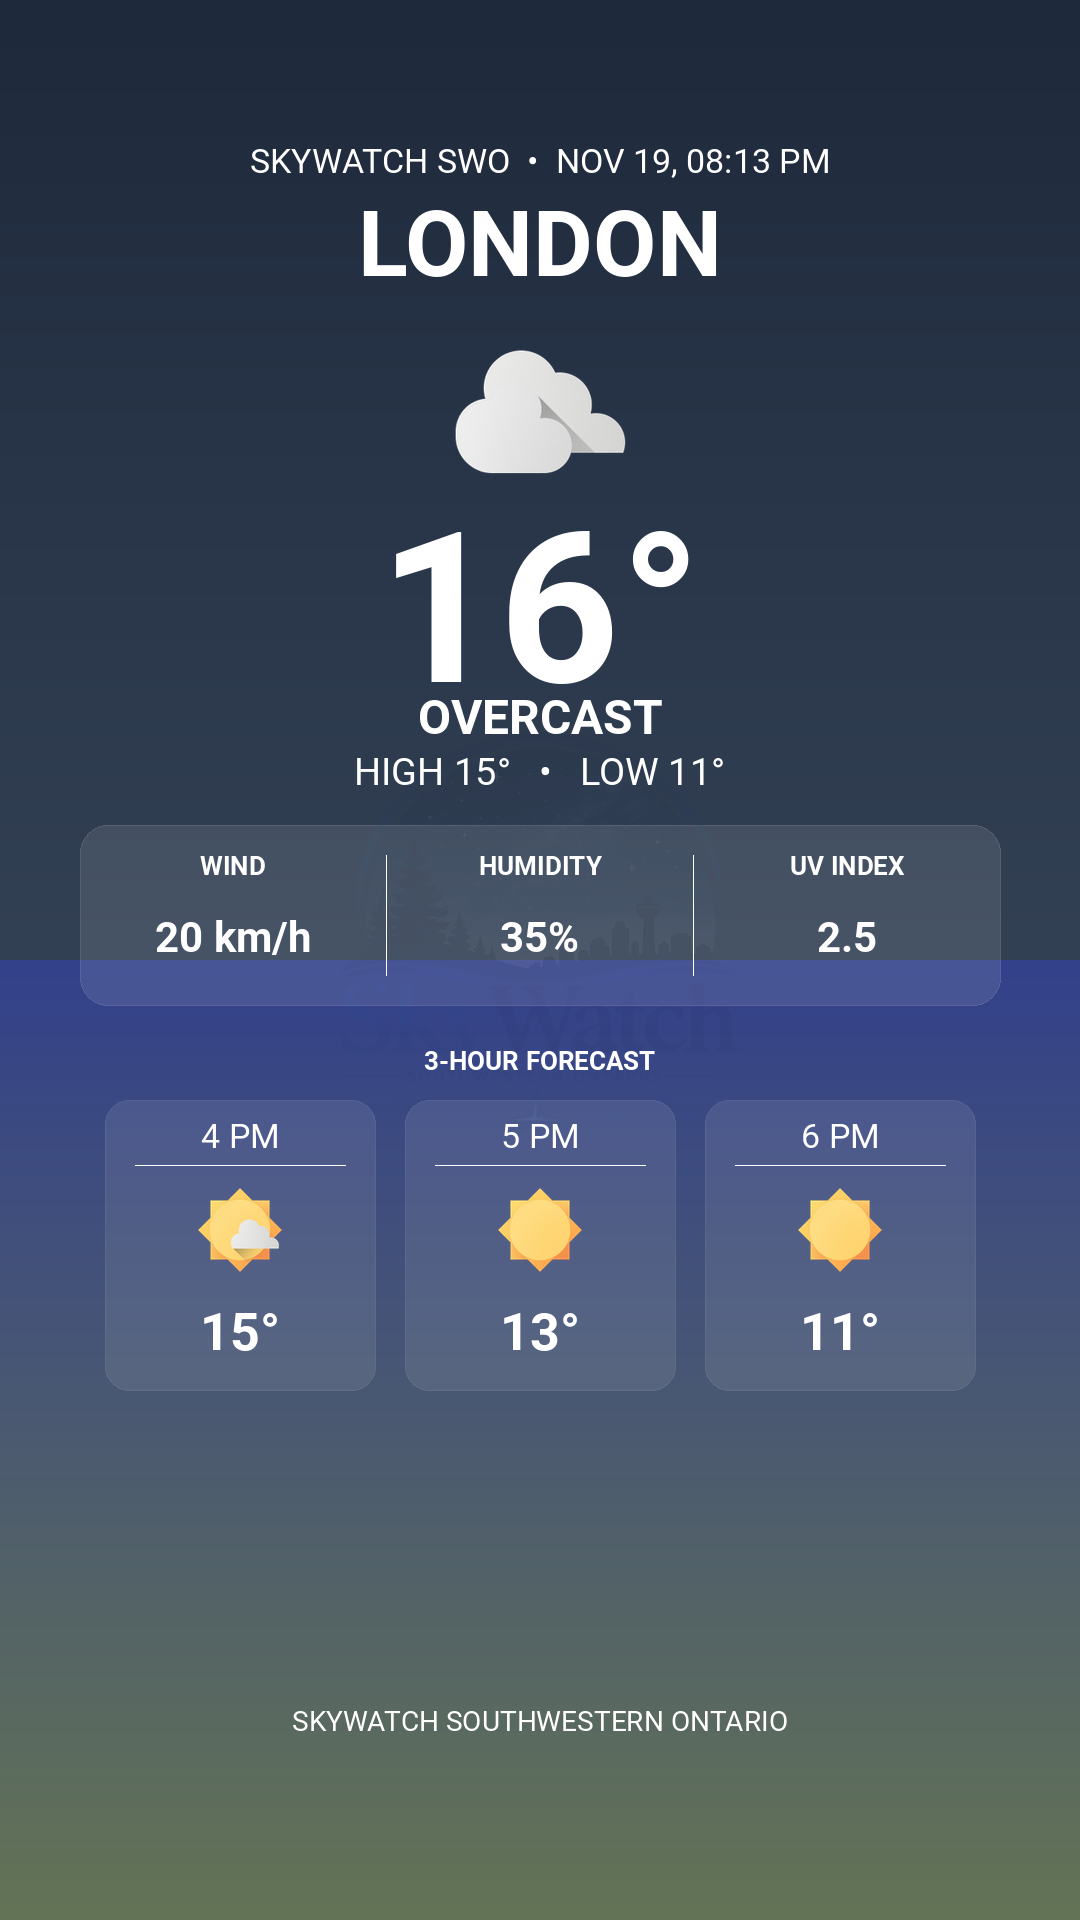 SKYWATCH SWO • NOV 19, 08:13 PM
LONDON
16°
OVERCAST
HIGH 15° • LOW 11°
WIND HUMIDITY UV INDEX
20 km/h 35% 2.5
SkyWatch
3-HOUR FORECAST
4 PM 5 PM 6 PM
15° 13° 11°
SKYWATCH SOUTHWESTERN ONTARIO